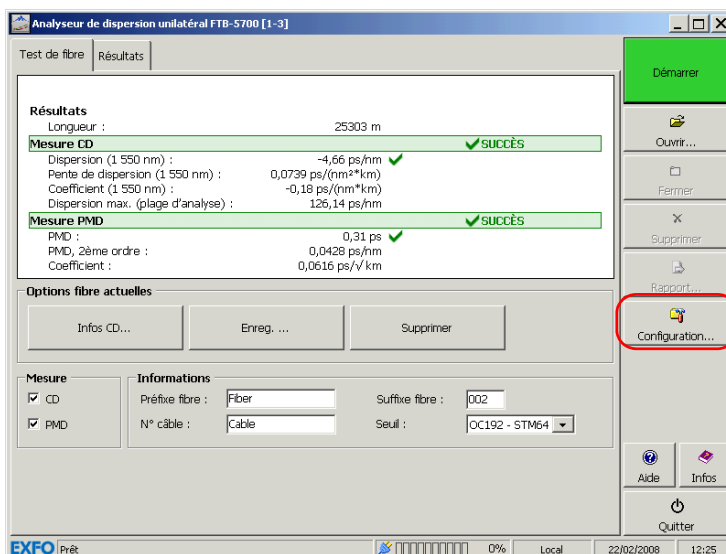 Analyseur de dispersion unilatéral FTB-5700 [1-3]
Test de fibre Résultats
Résultats
Longueur : 25303 m
Mesure CD SUCCÈS
Dispersion (1 550 nm) : -4,66 ps/nm
Pente de dispersion (1 550 nm) : 0,0739 ps/(nm²*km)
Coefficient (1 550 nm) : -0,18 ps/(nm*km)
Dispersion max. (plage d'analyse) : 126,14 ps/nm
Mesure PMD SUCCÈS
PMD : 0,31 ps
PMD, 2ème ordre : 0,0428 ps/nm
Coefficient : 0,0616 ps/√km
Options fibre actuelles
Infos CD... Enreg. ... Supprimer
Mesure
CD
PMD
Informations
Préfixe fibre : Fiber Suffixe fibre : 002
N° câble : Cable Seuil : OC192 - STM64
Démarrer
Ouvrir...
Fermer
Supprimer
Rapport...
Configuration...
Aide Infos
Quitter
EXFO Prêt 0% Local 22/02/2008 12:25